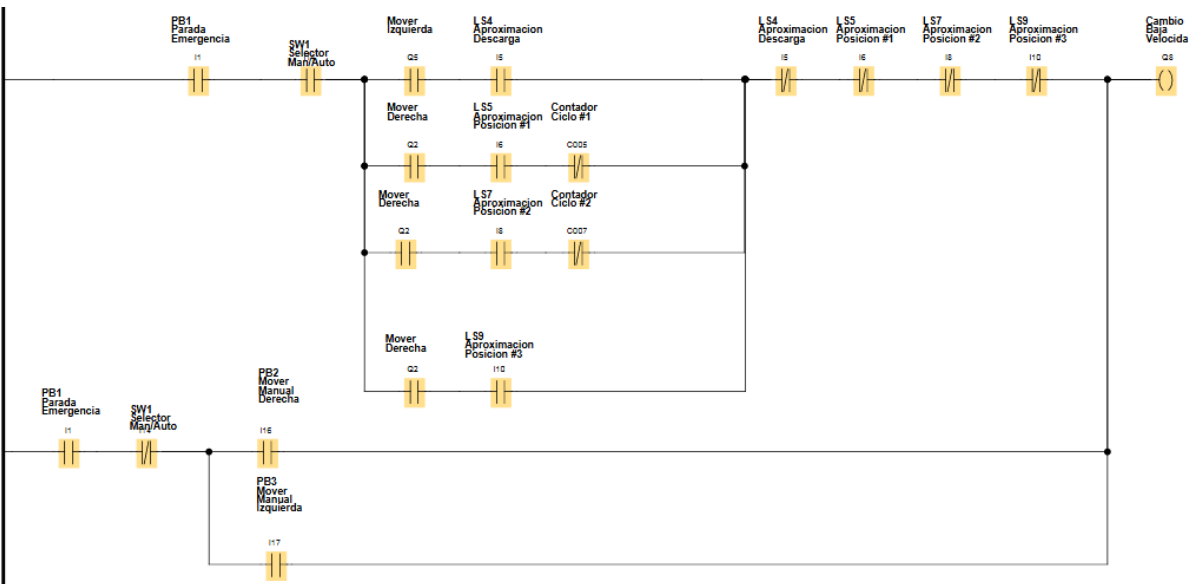 PB1
Parada
Emergencia
I1
SW1
Selector
Man/Auto
Mover
Izquierda
Q5
LS4
Aproximacion
Descarga
I5
LS4
Aproximacion
Descarga
I5
LS5
Aproximacion
Posicion #1
I6
LS7
Aproximacion
Posicion #2
I8
LS9
Aproximacion
Posicion #3
I10
Cambio
Baja
Velocida
Q8
Mover
Derecha
Q2
LS5
Aproximacion
Posicion #1
I6
Contador
Ciclo #1
C005
Mover
Derecha
Q2
LS7
Aproximacion
Posicion #2
I8
Contador
Ciclo #2
C007
Mover
Derecha
Q2
LS9
Aproximacion
Posicion #3
I10
PB1
Parada
Emergencia
I1
SW1
Selector
Man/Auto
I14
PB2
Mover
Manual
Derecha
I16
PB3
Mover
Manual
Izquierda
I17